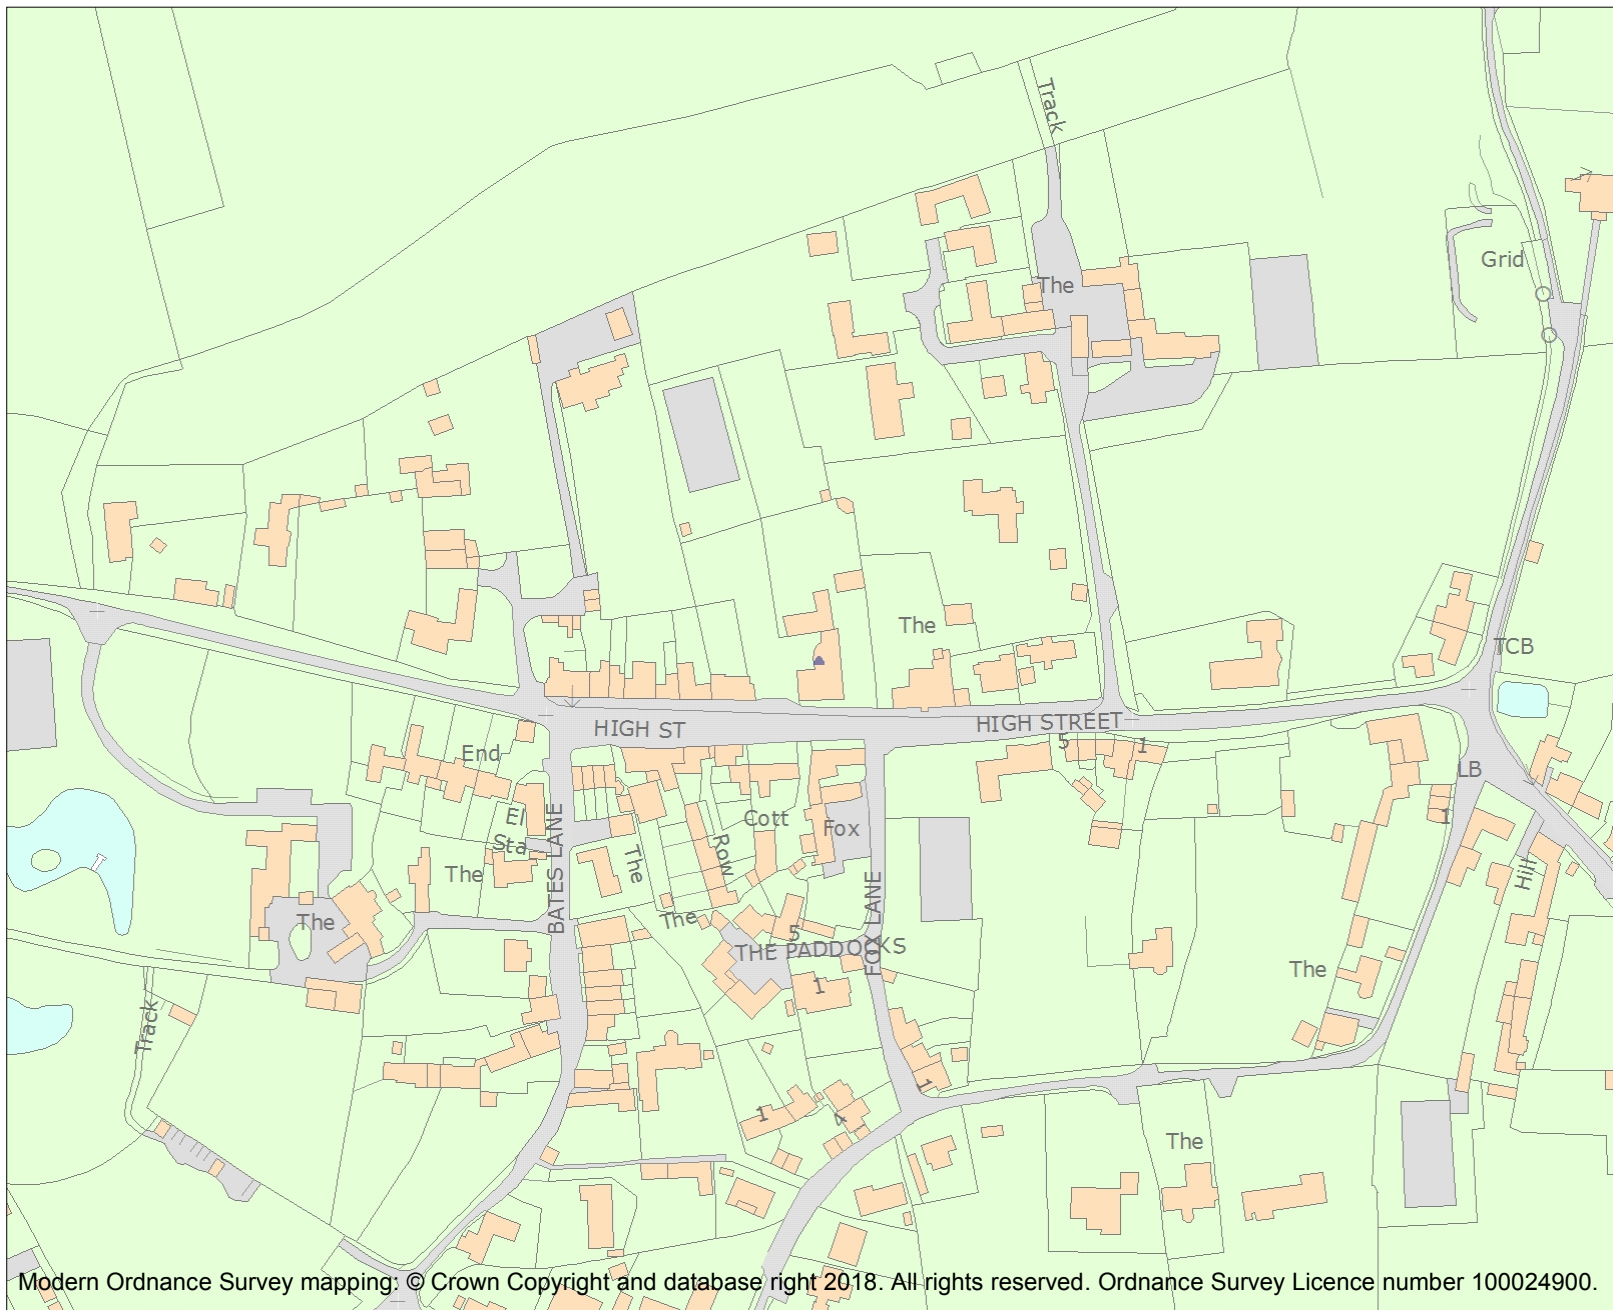 Track
Grid
The
The
TCB
HIGH STREET
HIGH ST
5
1
End
LB
El
Sta
BATES LANE
Cott
Fox
1
The
Row
The
Hill
The
The
5
FOX LANE
THE PADDOCKS
The
1
Track
1
1
4
The
Modern Ordnance Survey mapping: © Crown Copyright and database right 2018. All rights reserved. Ordnance Survey Licence number 100024900.